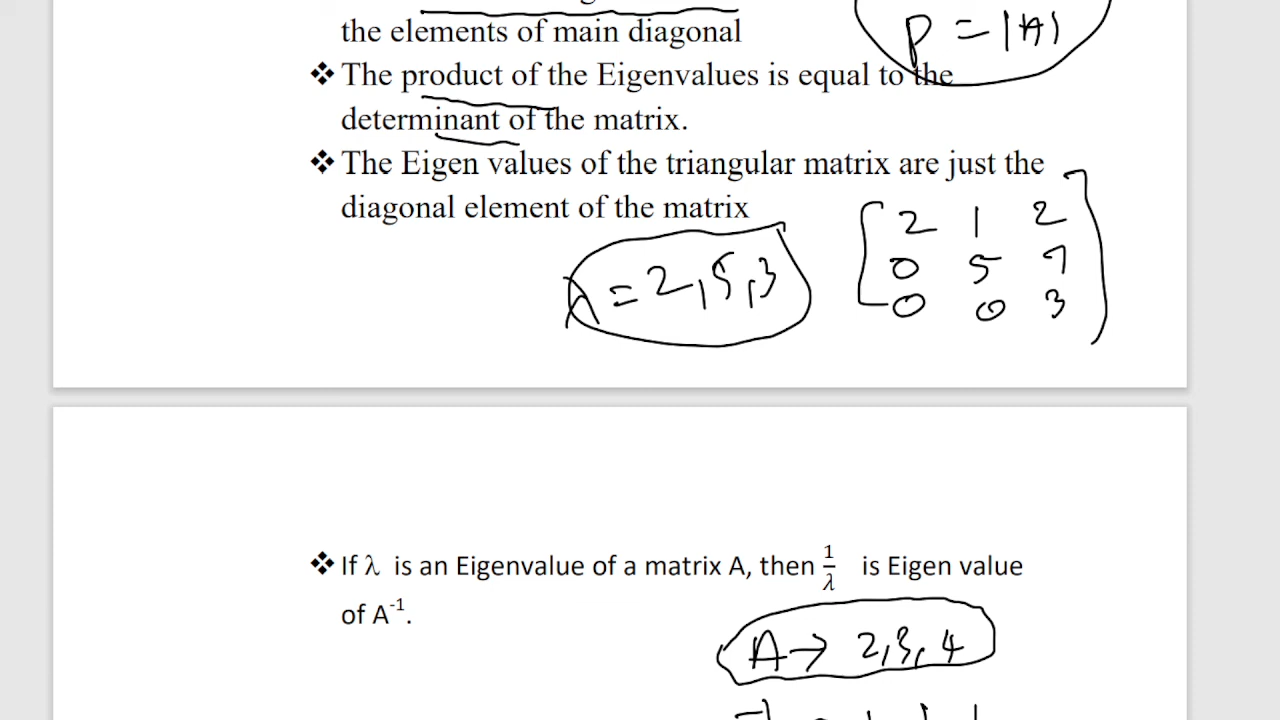 the elements of main diagonal
P = |A|
❖ The product of the Eigenvalues is equal to the
determinant of the matrix.
❖ The Eigen values of the triangular matrix are just the
diagonal element of the matrix
λ = 2, 5, 3
2 1 2
0 5 7
0 0 3
❖ If λ is an Eigenvalue of a matrix A, then 1/λ is Eigen value
of A⁻¹.
A → 2, 3, 4